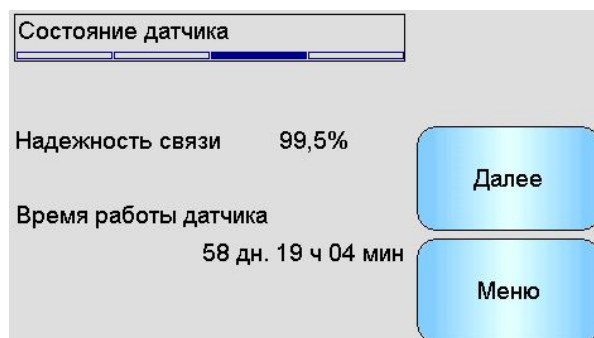 Состояние датчика
Надежность связи 99,5%
Далее
Время работы датчика
58 дн. 19 ч 04 мин
Меню